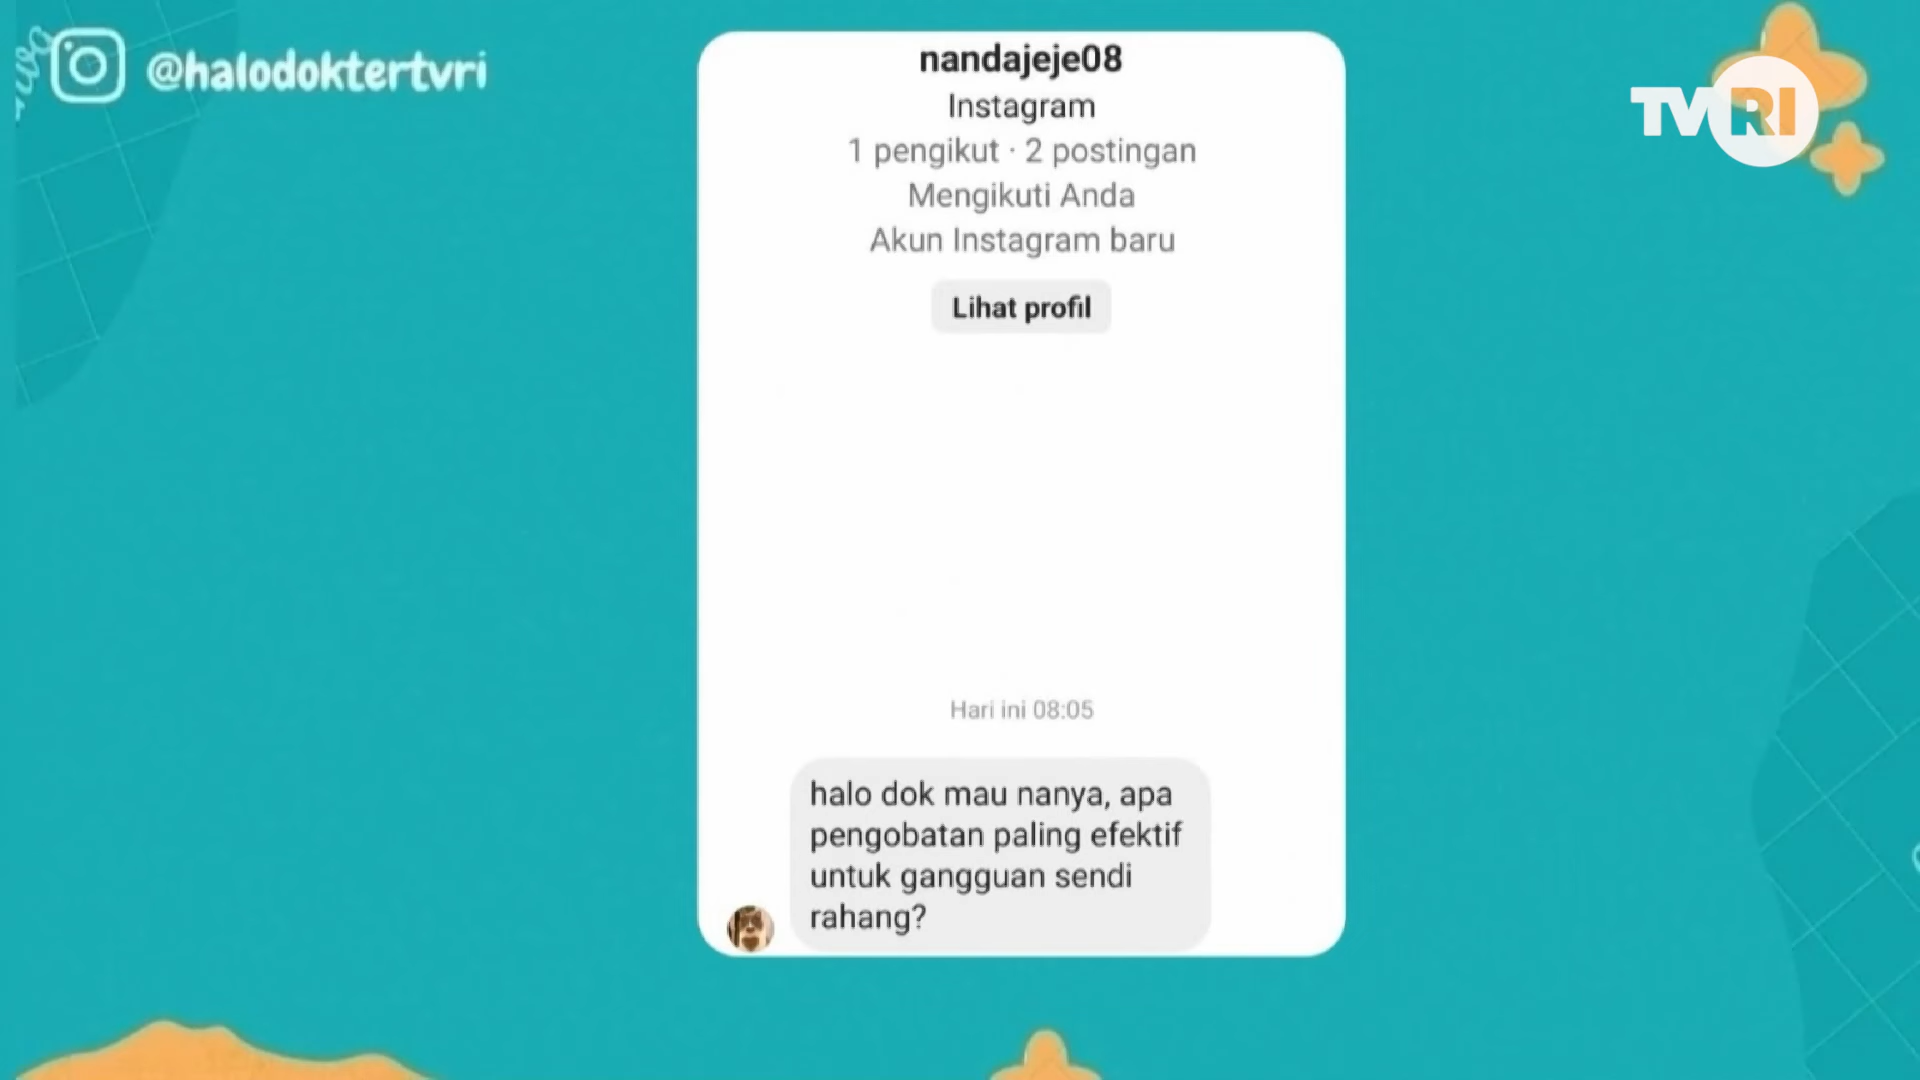 @halodoktertvri
TVRI
nandajeje08
Instagram
1 pengikut · 2 postingan
Mengikuti Anda
Akun Instagram baru
Lihat profil
Hari ini 08:05
halo dok mau nanya, apa
pengobatan paling efektif
untuk gangguan sendi
rahang?